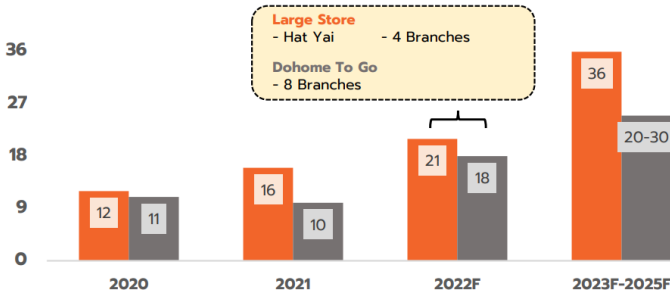 Large Store
- Hat Yai - 4 Branches
Dohome To Go
- 8 Branches
36
27
18
9
0
12
11
16
10
21
18
36
20-30
2020
2021
2022F
2023F-2025F